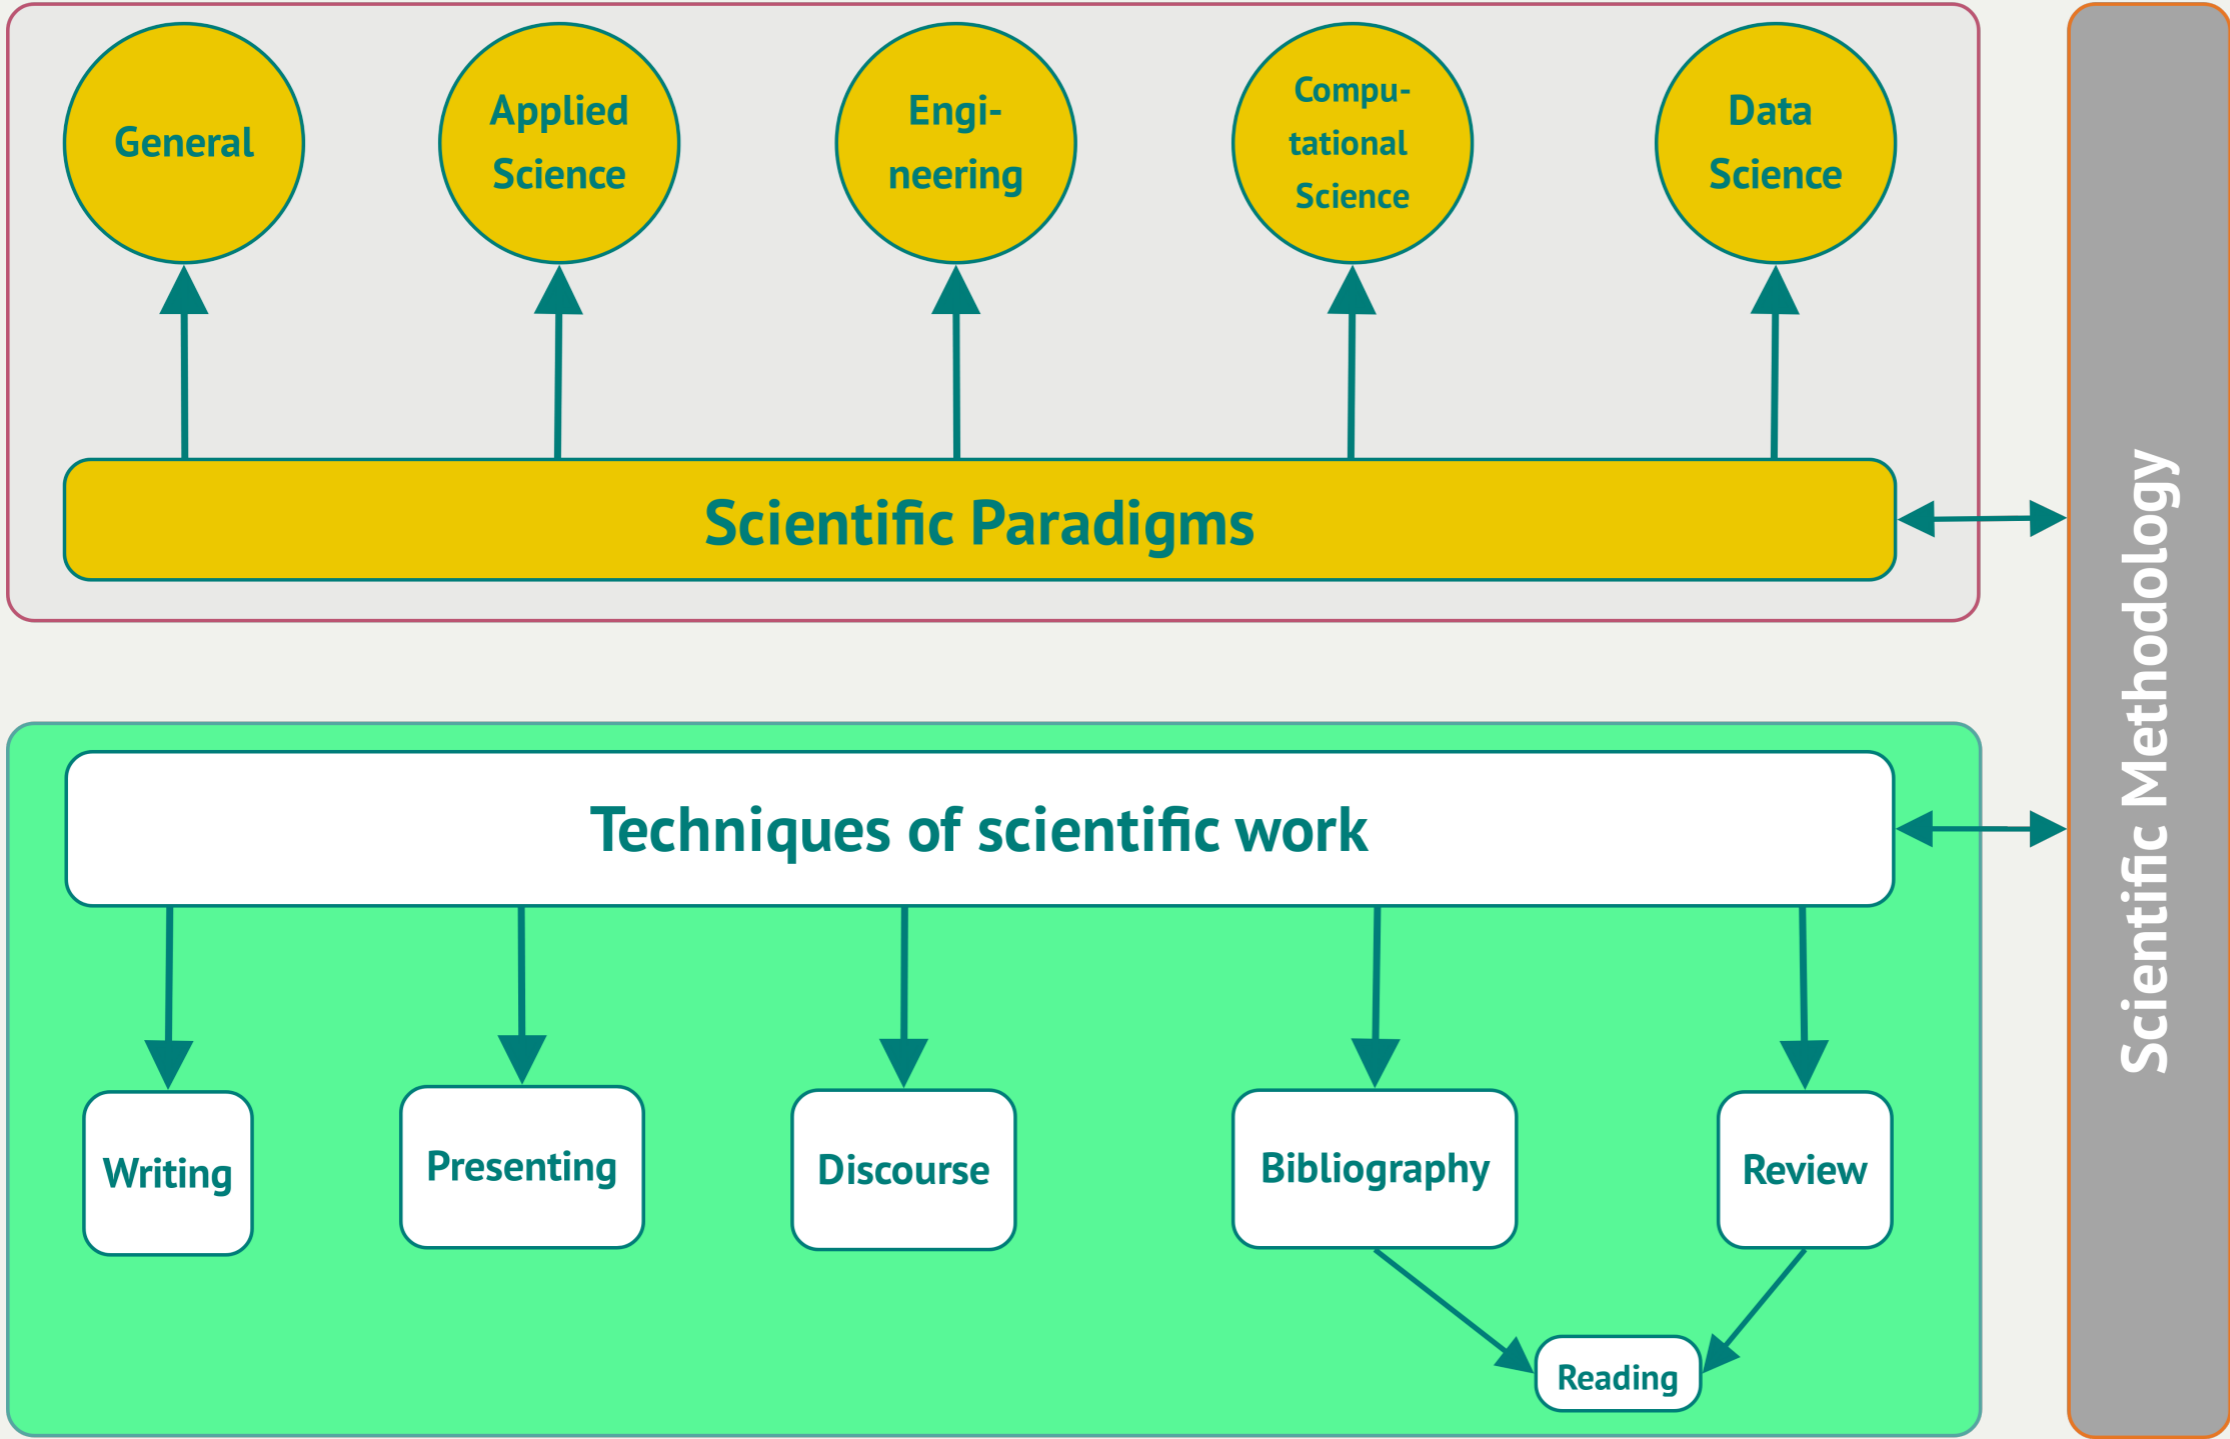 General
Applied
Science
Engi-
neering
Compu-
tational
Science
Data
Science
Scientific Paradigms
Techniques of scientific work
Writing
Presenting
Discourse
Bibliography
Review
Reading
Scientific Methodology